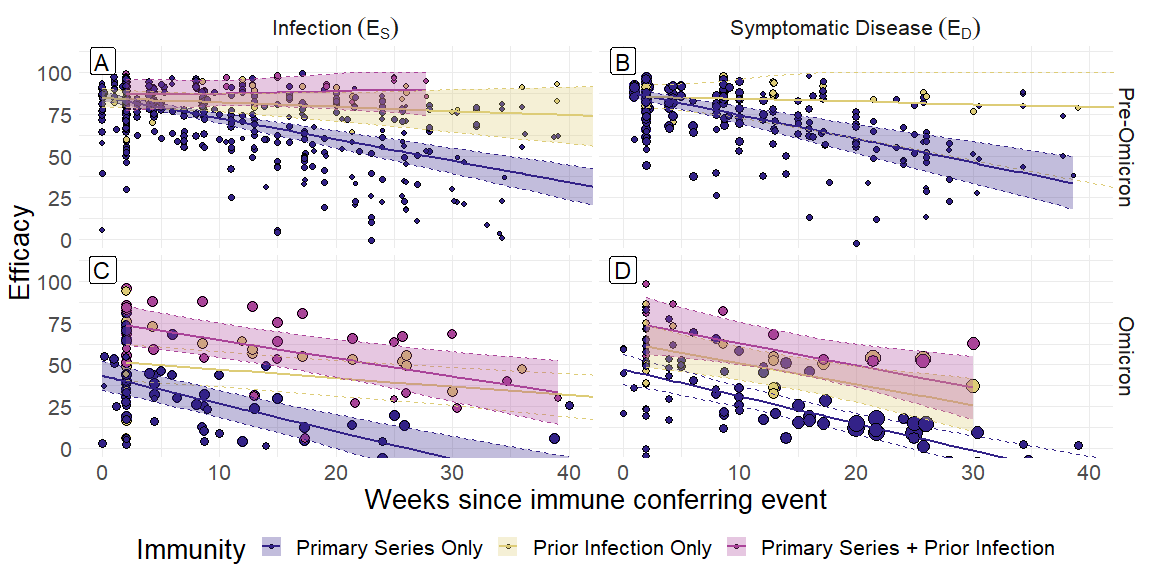 Infection (E_S)
Symptomatic Disease (E_D)
A
B
100
75
50
25
0
Pre-Omicron
Efficacy
C
D
100
75
50
25
0
Omicron
0 10 20 30 40
0 10 20 30 40
Weeks since immune conferring event
Immunity Primary Series Only Prior Infection Only Primary Series + Prior Infection